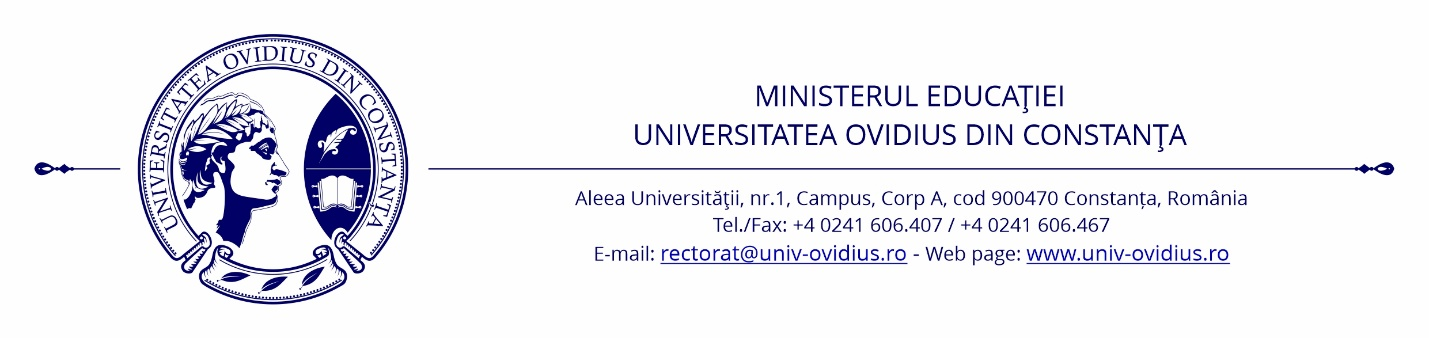 UNIVERSITATEA OVIDIUS DIN CONSTANȚA
MINISTERUL EDUCAŢIEI
UNIVERSITATEA OVIDIUS DIN CONSTANŢA
Aleea Universităţii, nr.1, Campus, Corp A, cod 900470 Constanța, România
Tel./Fax: +4 0241 606.407 / +4 0241 606.467
E-mail: rectorat@univ-ovidius.ro - Web page: www.univ-ovidius.ro